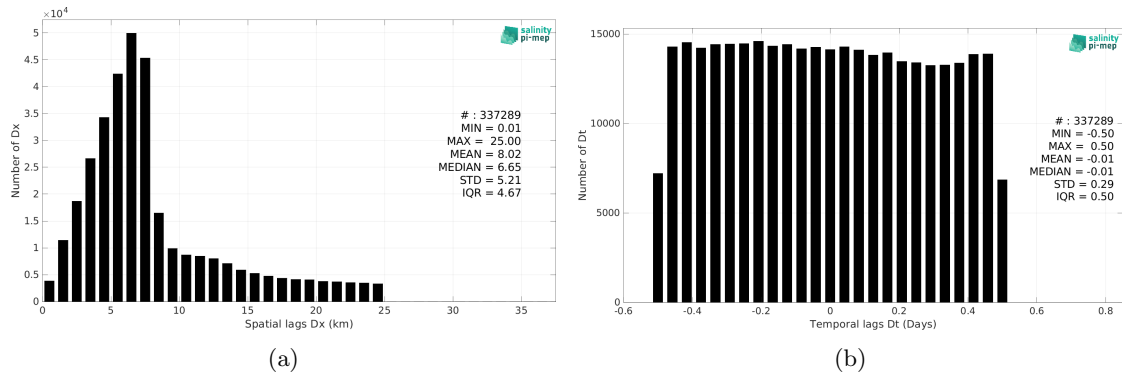 ×10⁴
5
4.5
4
3.5
3
2.5
2
1.5
1
0.5
0
0 5 10 15 20 25 30 35
Number of Dx
Spatial lags Dx (km)
salinity
pi-mep
# : 337289
MIN = 0.01
MAX = 25.00
MEAN = 8.02
MEDIAN = 6.65
STD = 5.21
IQR = 4.67
(a)
15000
10000
5000
0
-0.6 -0.4 -0.2 0 0.2 0.4 0.6 0.8
Number of Dt
Temporal lags Dt (Days)
salinity
pi-mep
# : 337289
MIN = -0.50
MAX = 0.50
MEAN = -0.01
MEDIAN = -0.01
STD = 0.29
IQR = 0.50
(b)